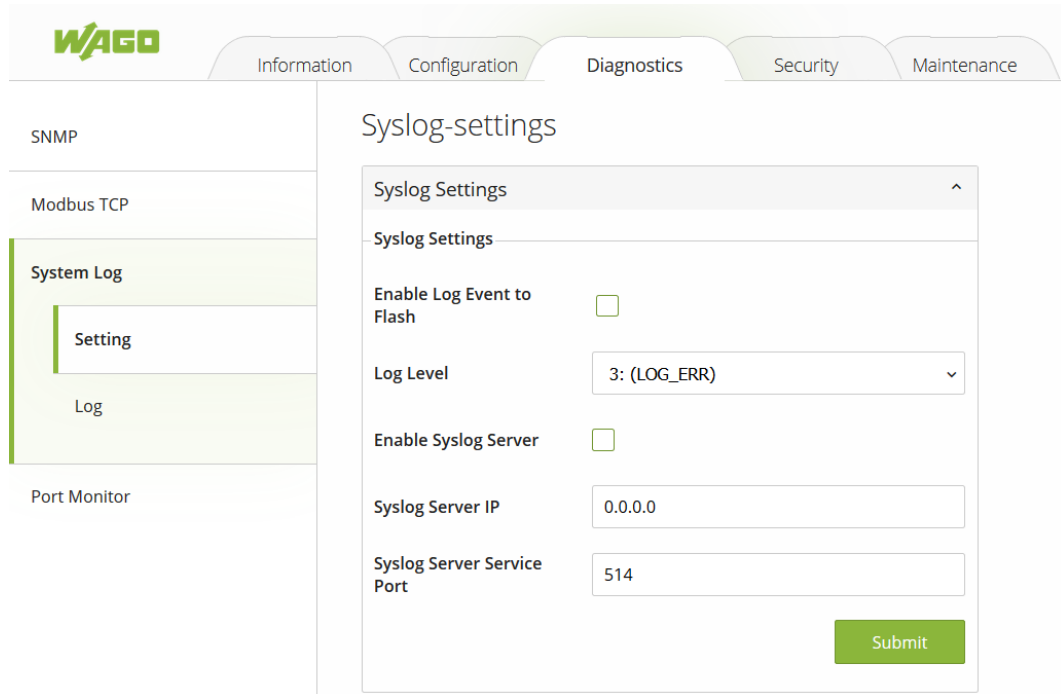 WAGO
Information
Configuration
Diagnostics
Security
Maintenance
SNMP
Modbus TCP
System Log
Setting
Log
Port Monitor
Syslog-settings
Syslog Settings
Syslog Settings
Enable Log Event to
Flash
Log Level
3: (LOG_ERR)
Enable Syslog Server
Syslog Server IP
0.0.0.0
Syslog Server Service
Port
514
Submit